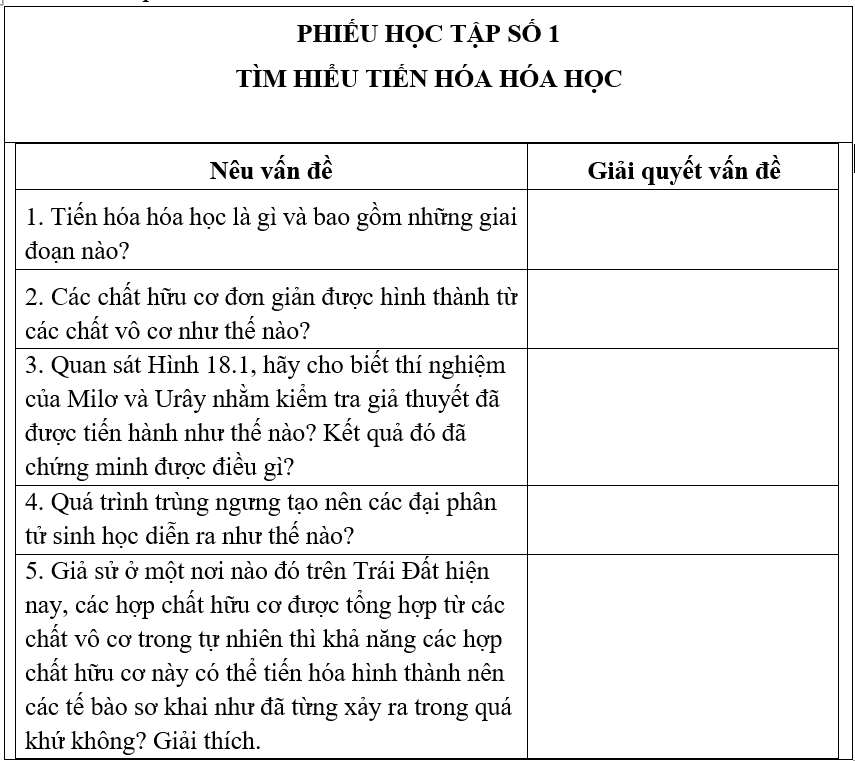 PHIẾU HỌC TẬP SỐ 1
TÌM HIỂU TIẾN HÓA HÓA HỌC
Nêu vấn đề
Giải quyết vấn đề
1. Tiến hóa hóa học là gì và bao gồm những giai
đoạn nào?
2. Các chất hữu cơ đơn giản được hình thành từ
các chất vô cơ như thế nào?
3. Quan sát Hình 18.1, hãy cho biết thí nghiệm
của Milơ và Urây nhằm kiểm tra giả thuyết đã
được tiến hành như thế nào? Kết quả đó đã
chứng minh được điều gì?
4. Quá trình trùng ngưng tạo nên các đại phân
tử sinh học diễn ra như thế nào?
5. Giả sử ở một nơi nào đó trên Trái Đất hiện
nay, các hợp chất hữu cơ được tổng hợp từ các
chất vô cơ trong tự nhiên thì khả năng các hợp
chất hữu cơ này có thể tiến hóa hình thành nên
các tế bào sơ khai như đã từng xảy ra trong quá
khứ không? Giải thích.